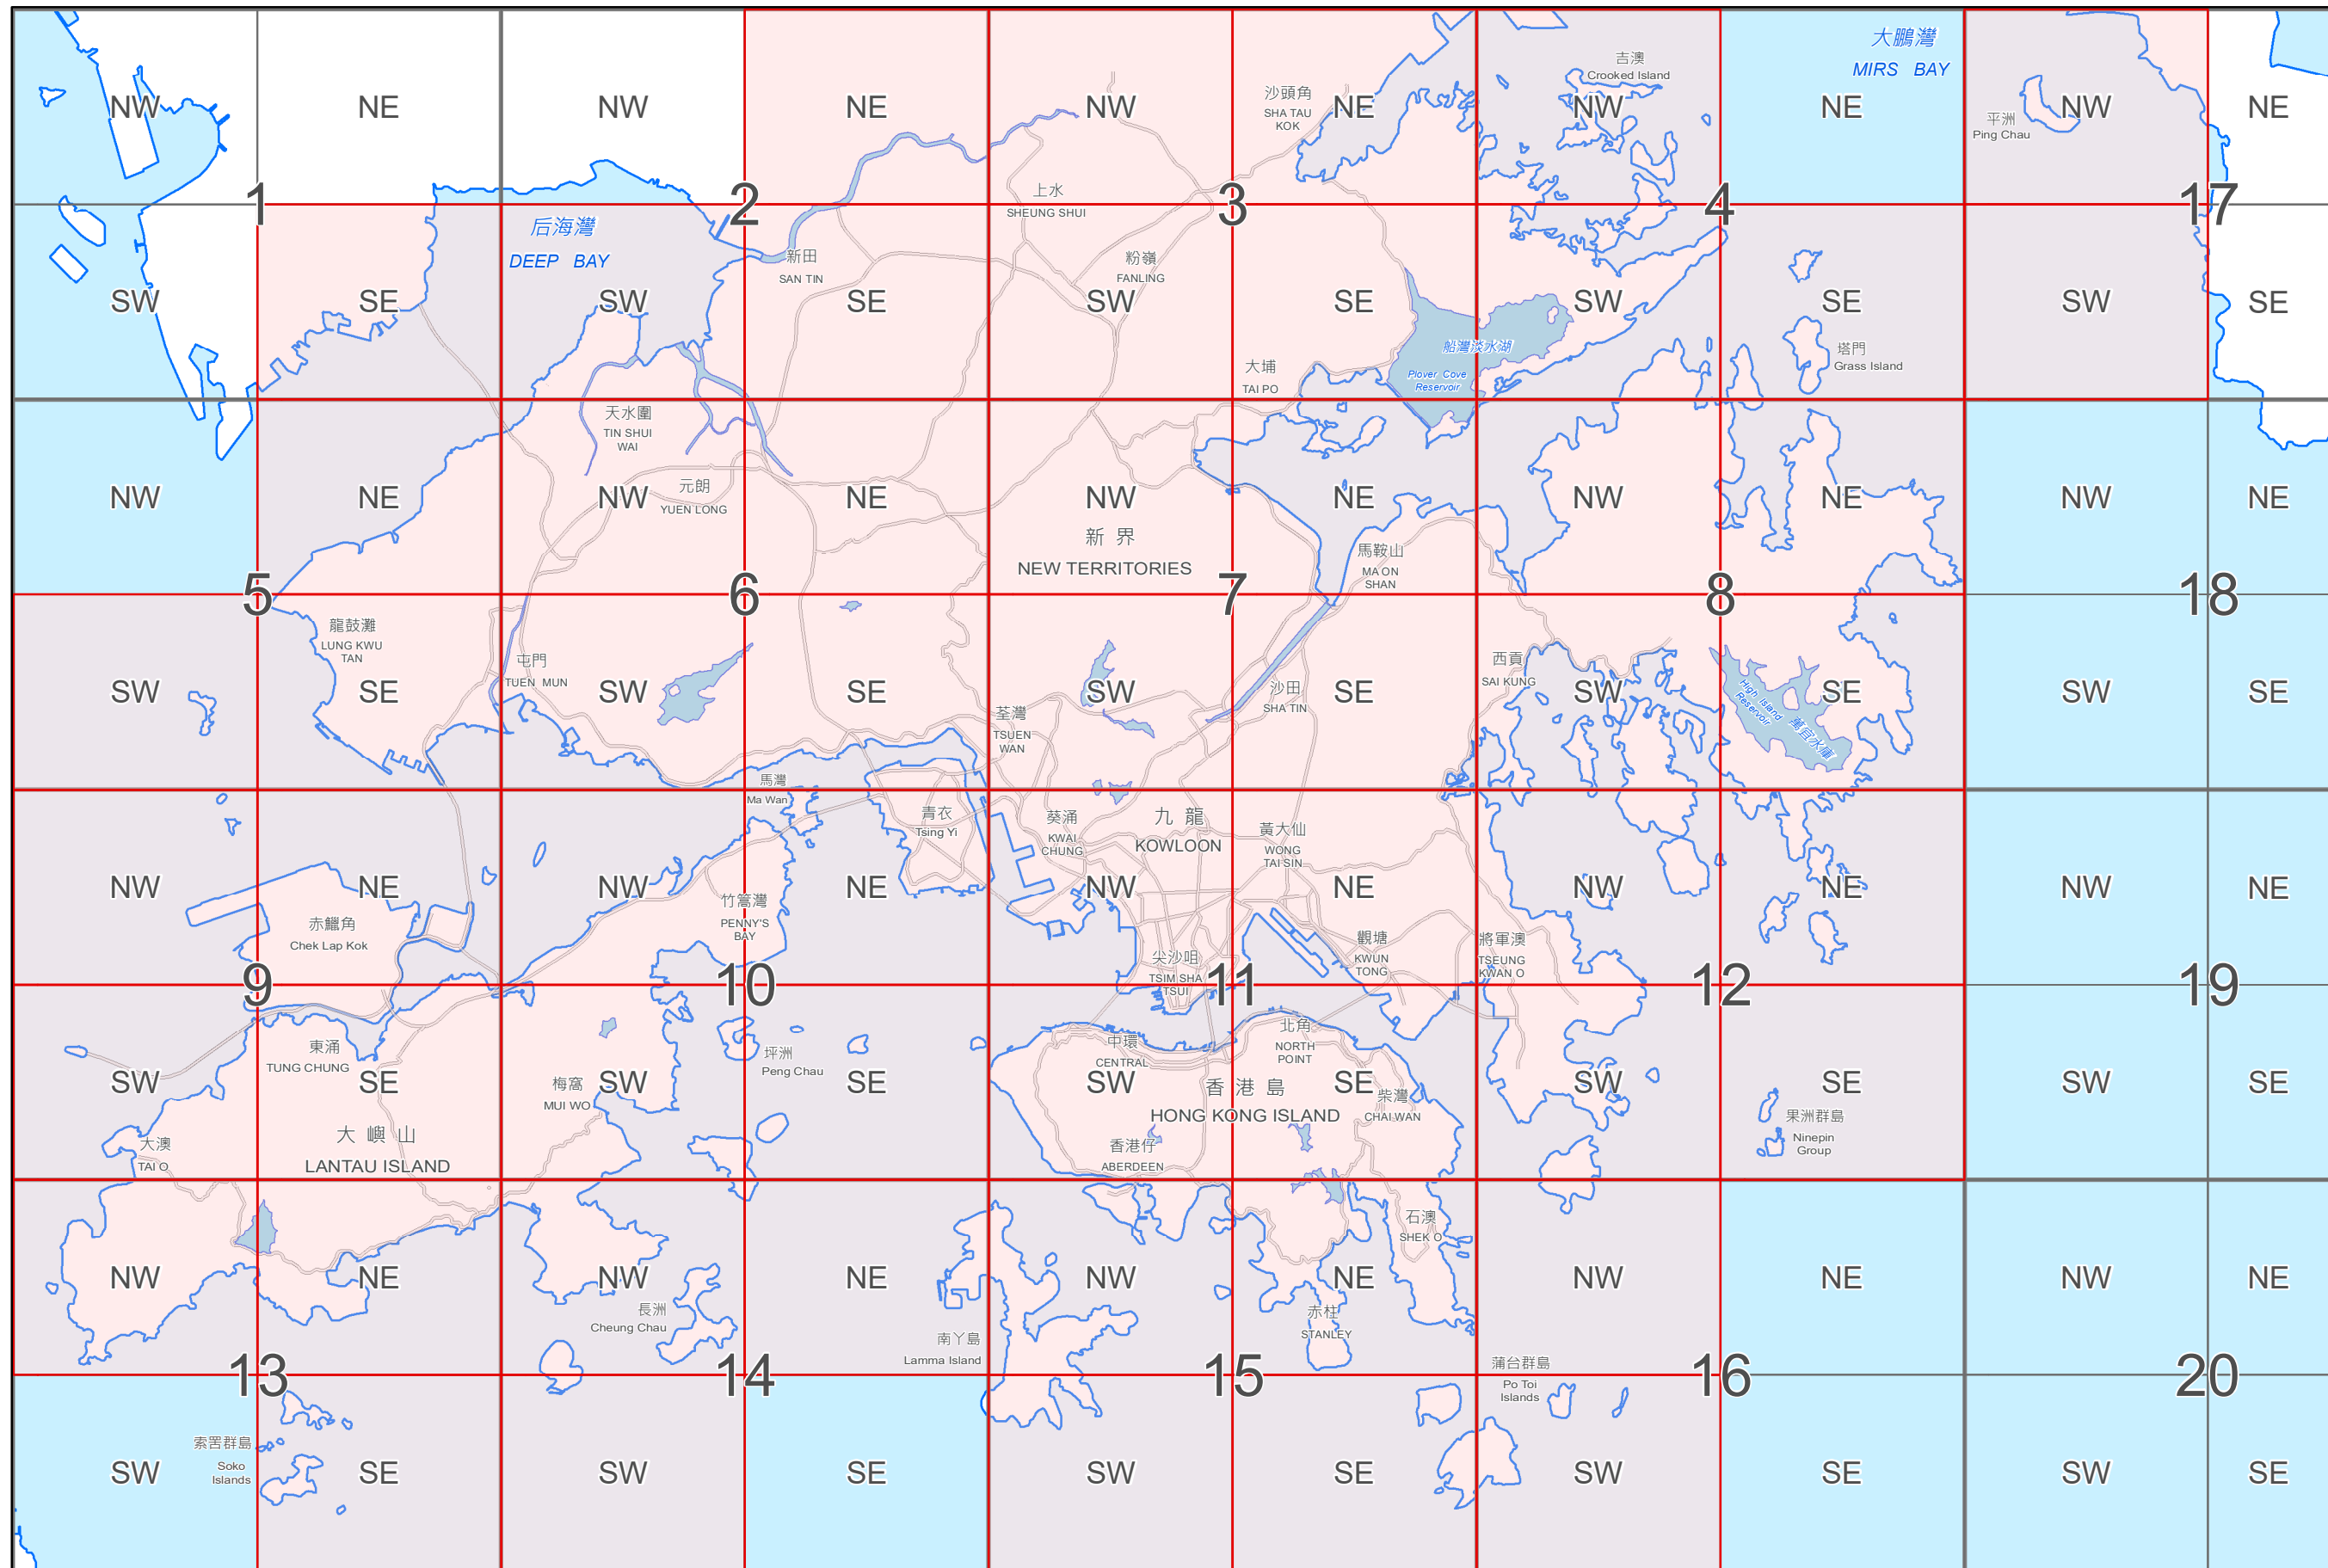 大鵬灣
MIRS BAY
吉澳
Crooked Island
沙頭角
SHA TAU
KOK
平洲
Ping Chau
NW NE NW NE NW NE NW NE NW NE
上水
SHEUNG SHUI
1 2 3 4 17
后海灣
DEEP BAY
新田
SAN TIN
粉嶺
FANLING
SW SE SW SE SW SE SW SE SW SE
船灣淡水湖
Plover Cove
Reservoir
塔門
Grass Island
大埔
TAI PO
天水圍
TIN SHUI
WAI
元朗
YUEN LONG
NW NE NW NE NW NE NW NE NW NE
新界
NEW TERRITORIES
馬鞍山
MA ON
SHAN
5 6 7 8 18
龍鼓灘
LUNG KWU
TAN
屯門
TUEN MUN
西貢
SAI KUNG
沙田
SHA TIN
SW SE SW SE SW SE SW SE SW SE
High Island
Reservoir
萬宜水庫
荃灣
TSUEN
WAN
馬灣
Ma Wan
青衣
Tsing Yi
葵涌
KWAI
CHUNG
九龍
KOWLOON
黃大仙
WONG
TAI SIN
NW NE NW NE NW NE NW NE NW NE
赤鱲角
Chek Lap Kok
竹篙灣
PENNY'S
BAY
尖沙咀
TSIM SHA
TSUI
觀塘
KWUN
TONG
將軍澳
TSEUNG
KWAN O
9 10 11 12 19
東涌
TUNG CHUNG
梅窩
MUI WO
坪洲
Peng Chau
中環
CENTRAL
北角
NORTH
POINT
SW SE SW SE SW SE SW SE SW SE
香港島
HONG KONG ISLAND
柴灣
CHAI WAN
果洲群島
Ninepin
Group
大澳
TAI O
大嶼山
LANTAU ISLAND
香港仔
ABERDEEN
石澳
SHEK O
NW NE NW NE NW NE NW NE NW NE
長洲
Cheung Chau
南丫島
Lamma Island
赤柱
STANLEY
13 14 15 16 20
蒲台群島
Po Toi
Islands
索罟群島
Soko
Islands
SW SE SW SE SW SE SW SE SW SE